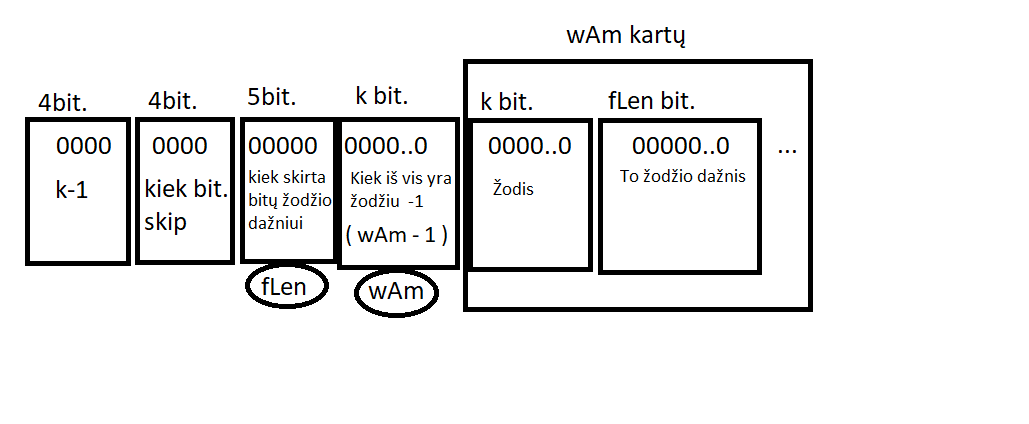 wAm kartų
4bit.
4bit.
5bit.
k bit.
k bit.
fLen bit.
0000
0000
00000
0000..0
0000..0
00000..0
...
k-1
kiek bit.
skip
kiek skirta
bitų žodžio
dažniui
Kiek iš vis yra
žodžiu -1
( wAm - 1 )
Žodis
To žodžio dažnis
fLen
wAm